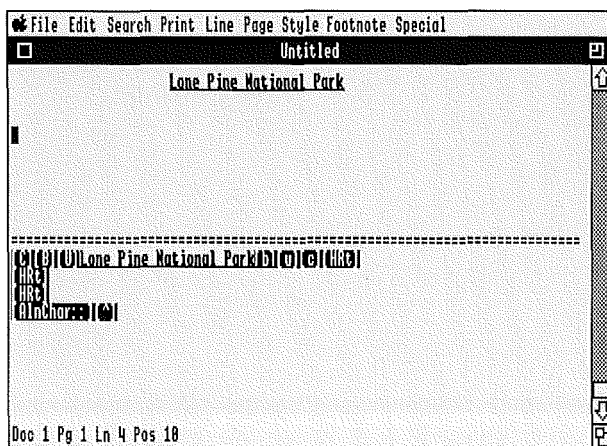 File Edit Search Print Line Page Style Footnote Special
Untitled
Lone Pine National Park
[C][B][U]Lone Pine National Park[b][u][c][HRt]
[HRt]
[HRt]
[AlnChar::][^]
Doc 1 Pg 1 Ln 4 Pos 10